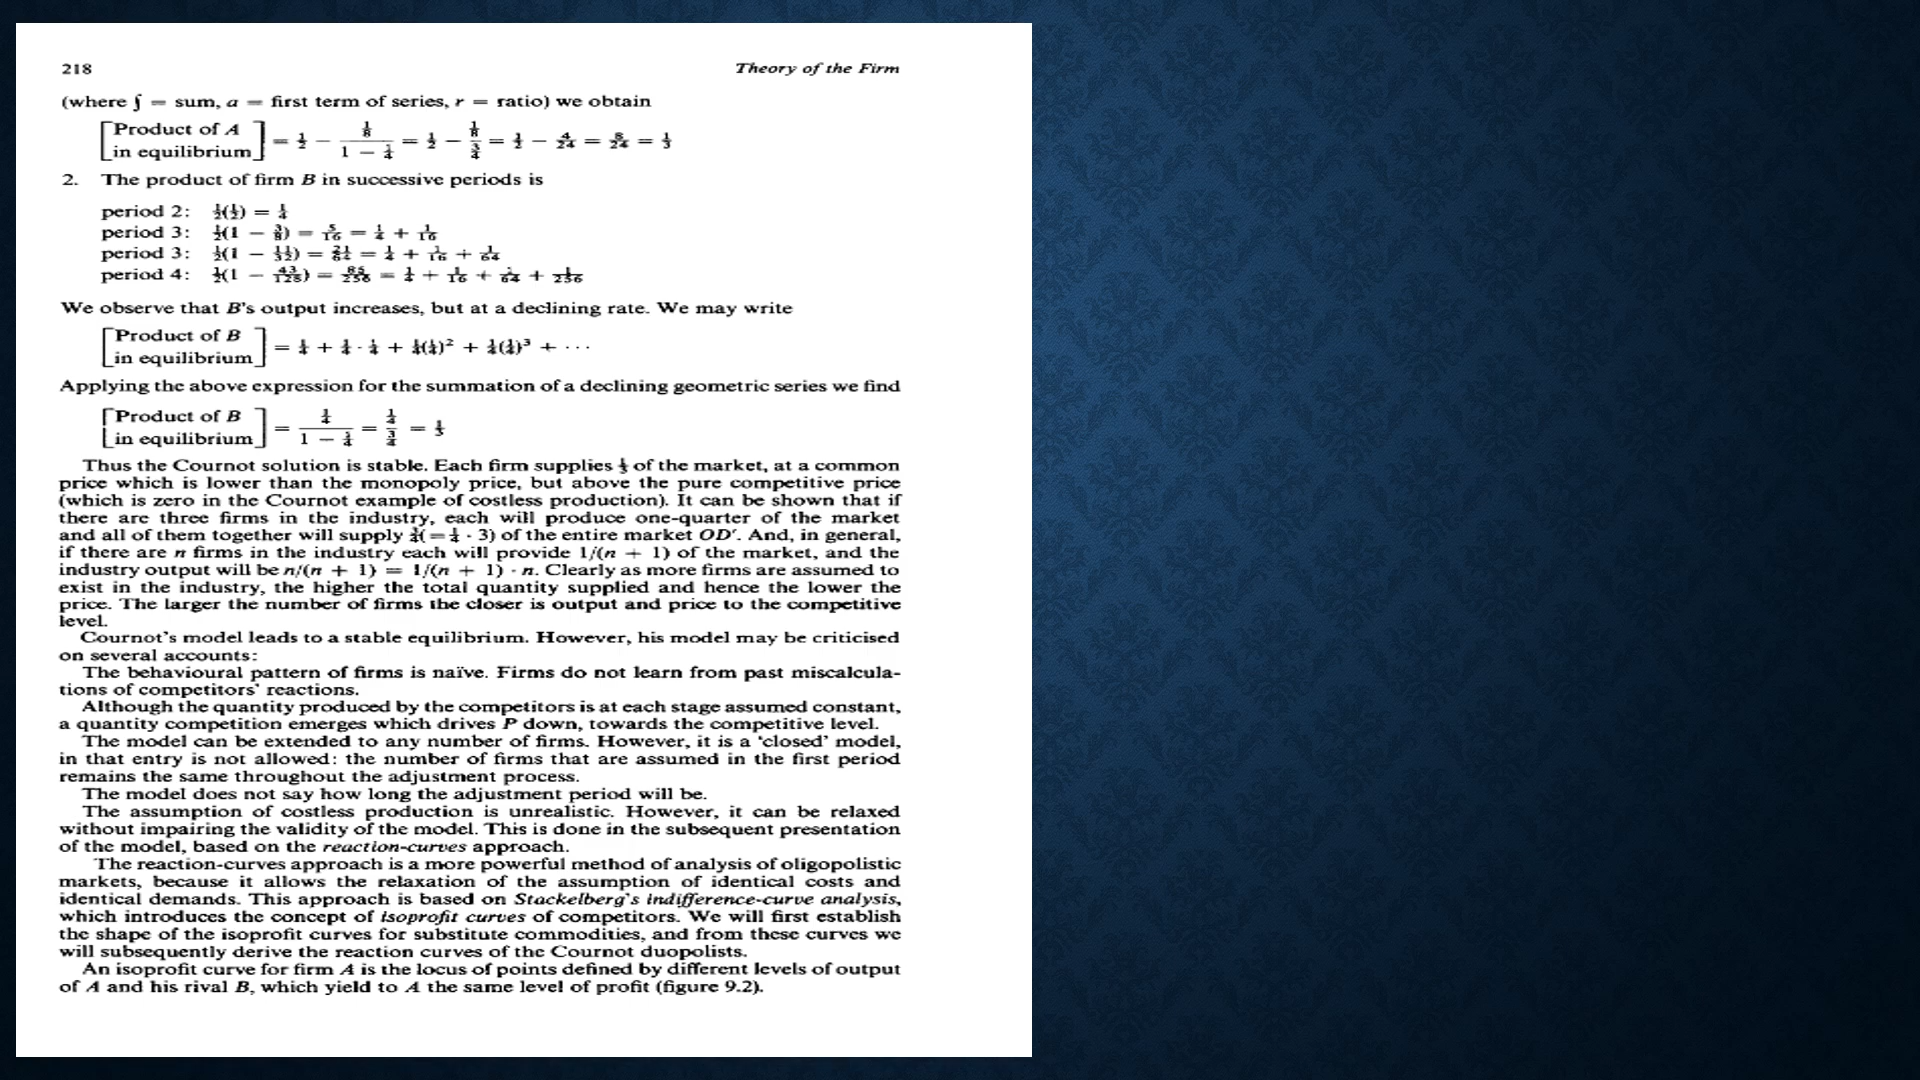 218 Theory of the Firm
(where ∫ = sum, a = first term of series, r = ratio) we obtain
[Product of A in equilibrium] = 1/2 − (1/8)/(1 − 1/4) = 1/2 − (1/8)/(3/4) = 1/2 − 4/24 = 8/24 = 1/3
2. The product of firm B in successive periods is
period 2: 1/2(1/2) = 1/4
period 3: 1/2(1 − 3/8) = 5/16 = 1/4 + 1/16
period 3: 1/2(1 − 11/32) = 21/64 = 1/4 + 1/16 + 1/64
period 4: 1/2(1 − 43/128) = 85/256 = 1/4 + 1/16 + 1/64 + 1/256
We observe that B's output increases, but at a declining rate. We may write
[Product of B in equilibrium] = 1/4 + 1/4 · 1/4 + 1/4(1/4)² + 1/4(1/4)³ + ···
Applying the above expression for the summation of a declining geometric series we find
[Product of B in equilibrium] = (1/4)/(1 − 1/4) = (1/4)/(3/4) = 1/3
Thus the Cournot solution is stable. Each firm supplies 1/3 of the market, at a common
price which is lower than the monopoly price, but above the pure competitive price
(which is zero in the Cournot example of costless production). It can be shown that if
there are three firms in the industry, each will produce one-quarter of the market
and all of them together will supply 3/4(= 1/4 · 3) of the entire market OD′. And, in general,
if there are n firms in the industry each will provide 1/(n + 1) of the market, and the
industry output will be n/(n + 1) = 1/(n + 1) · n. Clearly as more firms are assumed to
exist in the industry, the higher the total quantity supplied and hence the lower the
price. The larger the number of firms the closer is output and price to the competitive
level.
Cournot's model leads to a stable equilibrium. However, his model may be criticised
on several accounts:
The behavioural pattern of firms is naïve. Firms do not learn from past miscalcula-
tions of competitors' reactions.
Although the quantity produced by the competitors is at each stage assumed constant,
a quantity competition emerges which drives P down, towards the competitive level.
The model can be extended to any number of firms. However, it is a 'closed' model,
in that entry is not allowed: the number of firms that are assumed in the first period
remains the same throughout the adjustment process.
The model does not say how long the adjustment period will be.
The assumption of costless production is unrealistic. However, it can be relaxed
without impairing the validity of the model. This is done in the subsequent presentation
of the model, based on the reaction-curves approach.
The reaction-curves approach is a more powerful method of analysis of oligopolistic
markets, because it allows the relaxation of the assumption of identical costs and
identical demands. This approach is based on Stackelberg's indifference-curve analysis,
which introduces the concept of isoprofit curves of competitors. We will first establish
the shape of the isoprofit curves for substitute commodities, and from these curves we
will subsequently derive the reaction curves of the Cournot duopolists.
An isoprofit curve for firm A is the locus of points defined by different levels of output
of A and his rival B, which yield to A the same level of profit (figure 9.2).